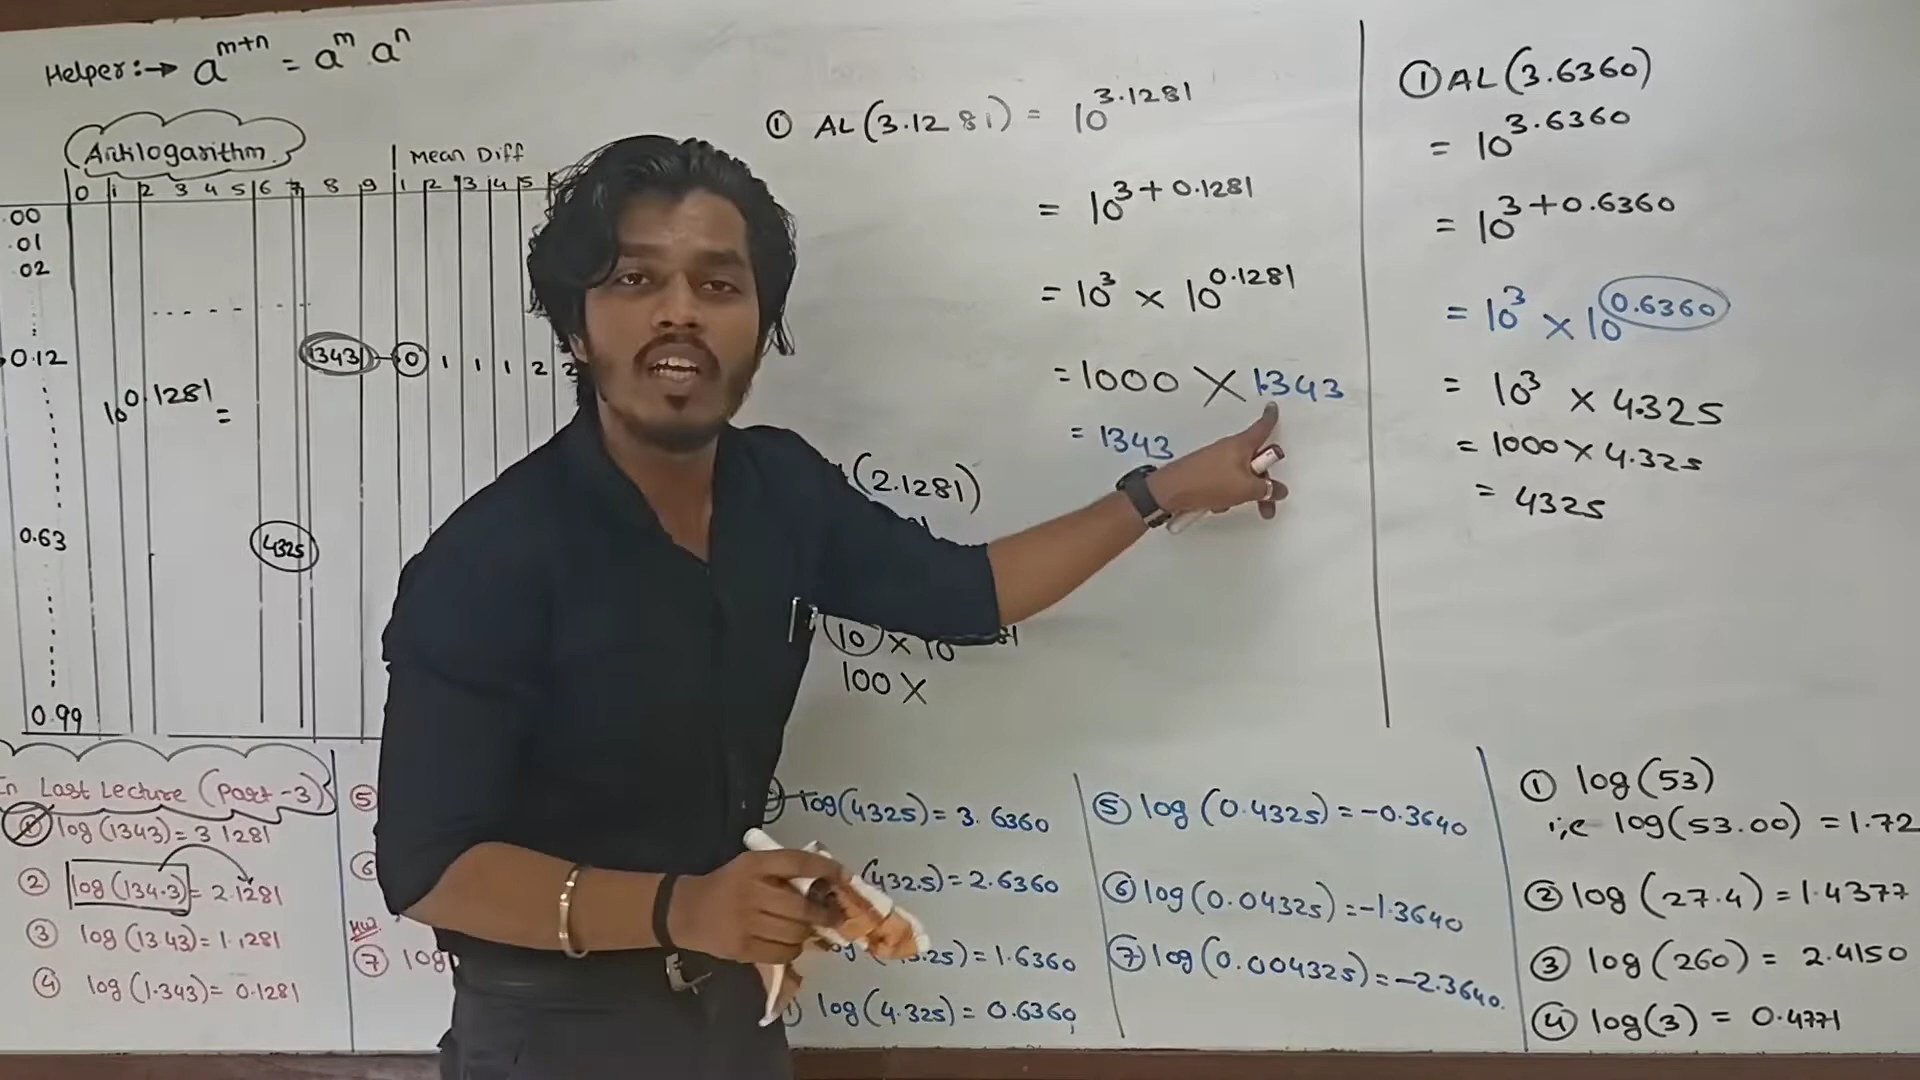 Helper:→ a^m+n = a^m . a^n
Antilogarithm
Mean Diff
0 1 2 3 4 5 6 7 8 9 1 2 3 4 5
.00
.01
02
0.12 1343 0 1 1 1 2 2
10^0.1281 =
0.63 4325
0.99
① AL(3.1281) = 10^3.1281
= 10^3+0.1281
= 10^3 × 10^0.1281
= 1000 × 1.343
= 1343
(2.1281)
10 × 10
100 ×
① AL(3.6360)
= 10^3.6360
= 10^3+0.6360
= 10^3 × 10^0.6360
= 10^3 × 4.325
= 1000 × 4.325
= 4325
In Last Lecture (Part-3)
① log(1343) = 3 1281
② log(134.3) = 2.1281
③ log(13.43) = 1.1281
④ log(1.343) = 0.1281
⑤
⑥
H.W.
⑦ log
log(4325) = 3.6360
(432.5) = 2.6360
.25) = 1.6360
log(4.325) = 0.6360
⑤ log(0.4325) = -0.3640
⑥ log(0.04325) = -1.3640
⑦ log(0.004325) = -2.3640.
① log(53)
i,e log(53.00) = 1.72
② log(27.4) = 1.4377
③ log(260) = 2.4150
④ log(3) = 0.4771